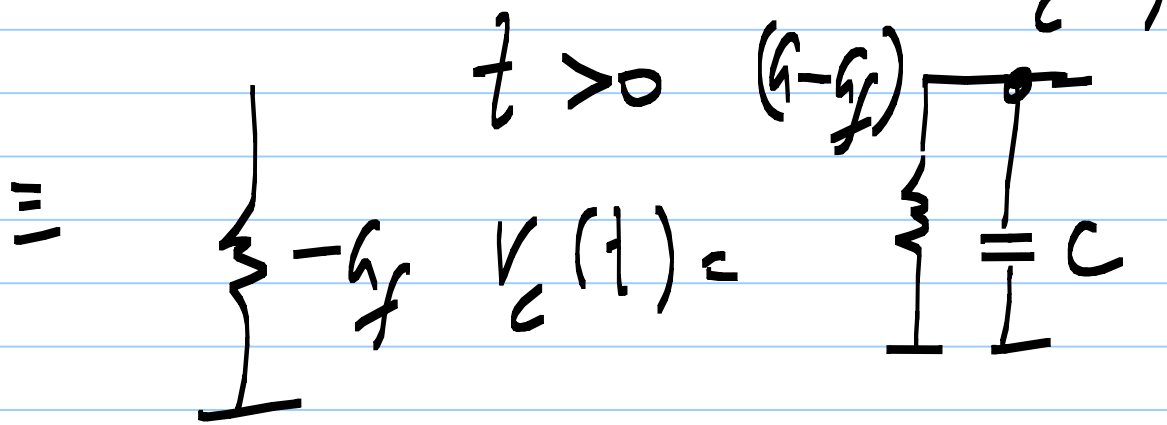 t > 0 (G-G_f)
≡ -G_f V_c(t) = C